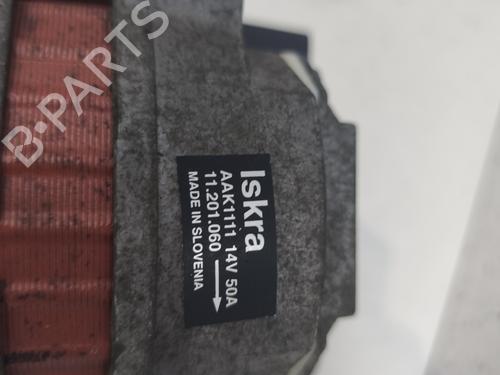 B-PARTS
Iskra
AAK1111 14V 50A
11.201.060
MADE IN SLOVENIA